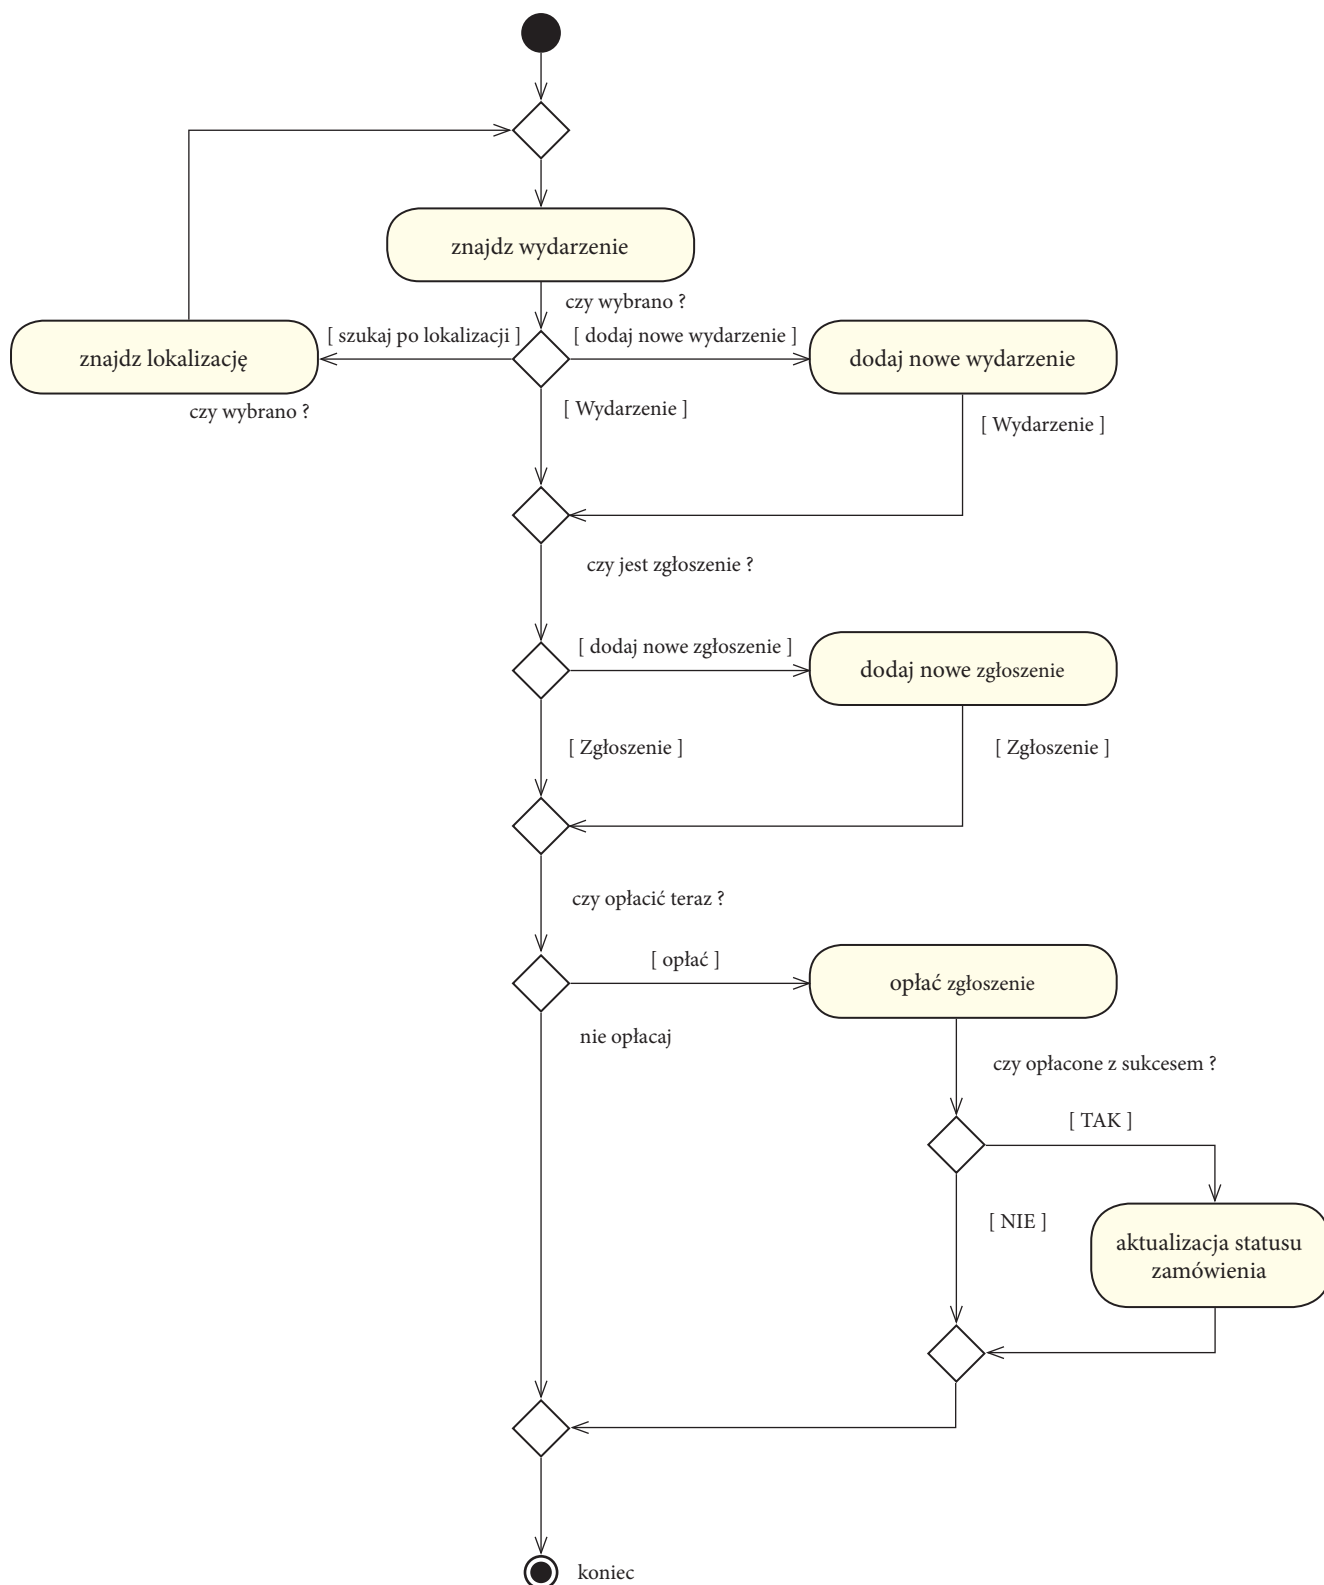 znajdz wydarzenie
czy wybrano ?
[ szukaj po lokalizacji ]
[ dodaj nowe wydarzenie ]
znajdz lokalizację
dodaj nowe wydarzenie
czy wybrano ?
[ Wydarzenie ]
[ Wydarzenie ]
czy jest zgłoszenie ?
[ dodaj nowe zgłoszenie ]
dodaj nowe zgłoszenie
[ Zgłoszenie ]
[ Zgłoszenie ]
czy opłacić teraz ?
[ opłać ]
opłać zgłoszenie
nie opłacaj
czy opłacone z sukcesem ?
[ TAK ]
[ NIE ]
aktualizacja statusu
zamówienia
koniec